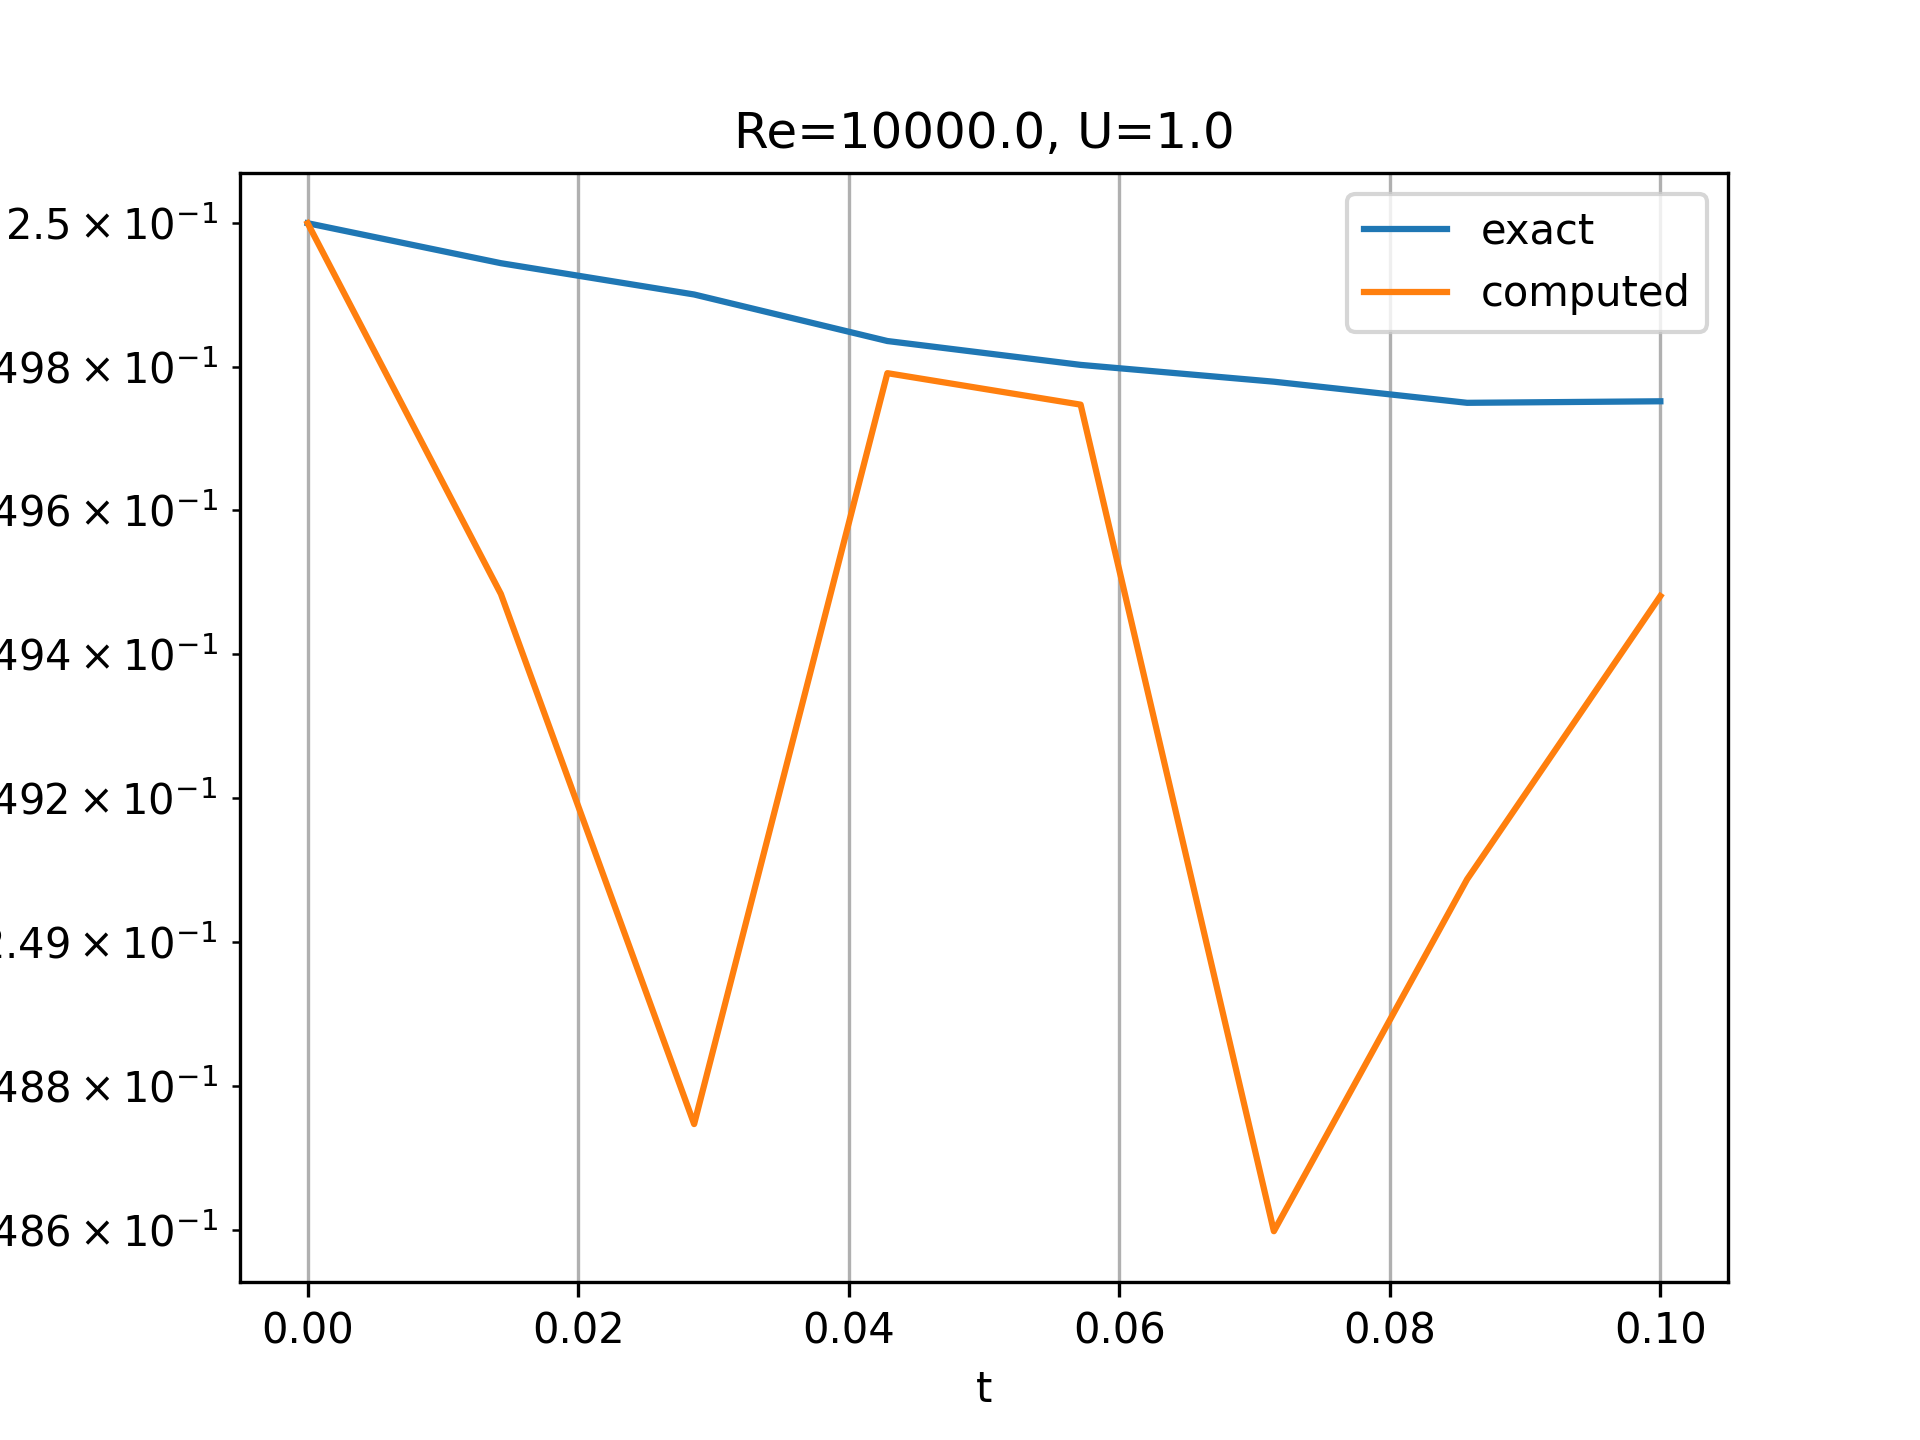 Re=10000.0, U=1.0
exact
computed
2.5 × 10⁻¹
498 × 10⁻¹
496 × 10⁻¹
494 × 10⁻¹
492 × 10⁻¹
.49 × 10⁻¹
488 × 10⁻¹
486 × 10⁻¹
0.00 0.02 0.04 0.06 0.08 0.10
t